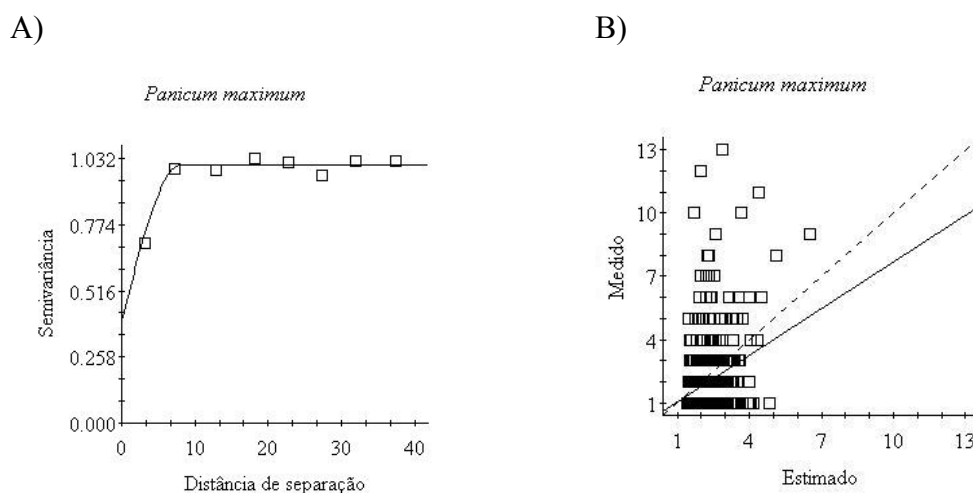 A)
Panicum maximum
Semivariância
1.032
0.774
0.516
0.258
0.000
0 10 20 30 40
Distância de separação
B)
Panicum maximum
Medido
13
10
7
4
1
1 4 7 10 13
Estimado